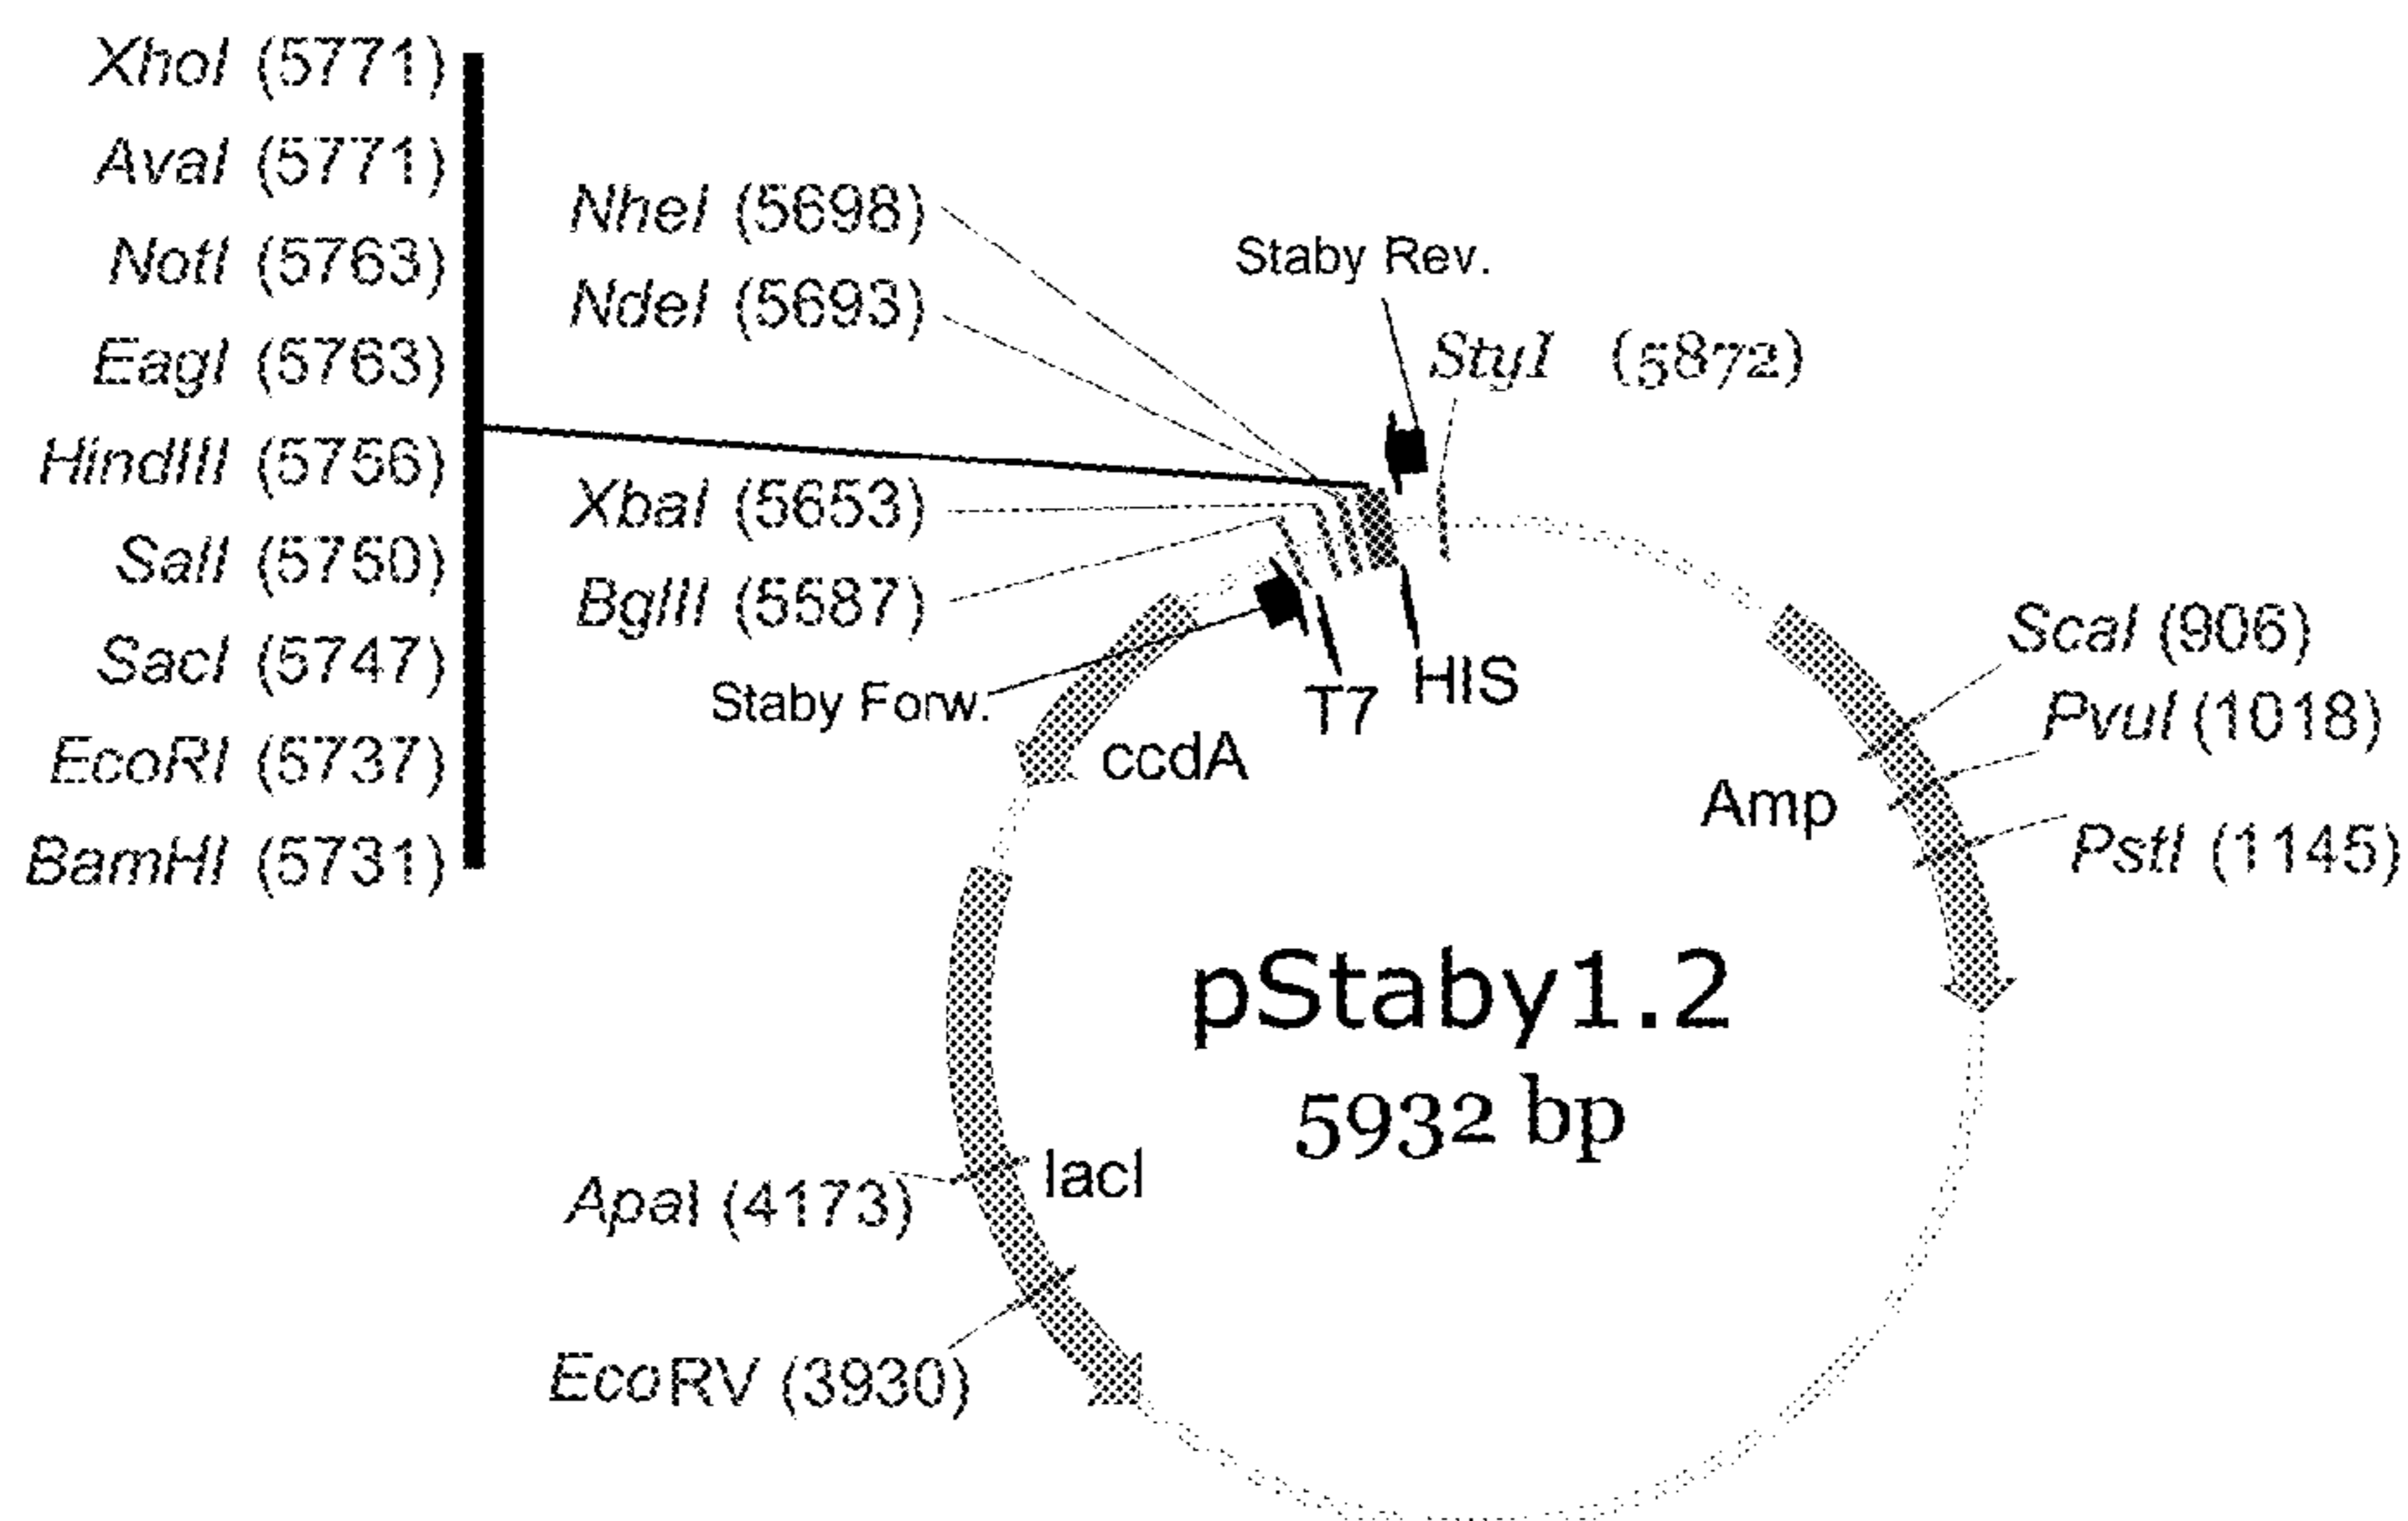 XhoI (5771)
AvaI (5771)
NotI (5763)
EagI (5763)
HindIII (5756)
SalI (5750)
SacI (5747)
EcoRI (5737)
BamHI (5731)
NheI (5698)
NdeI (5693)
XbaI (5653)
BglII (5587)
Staby Rev.
StyI (5872)
Staby Forw.
T7
HIS
ccdA
ScaI (906)
PvuI (1018)
PstI (1145)
Amp
pStaby1.2
5932 bp
lacI
ApaI (4173)
EcoRV (3930)